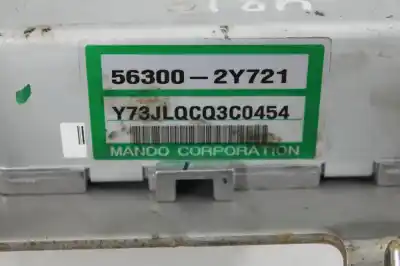 56300-2Y721
Y73JLQCQ3C0454
MANDO CORPORATION